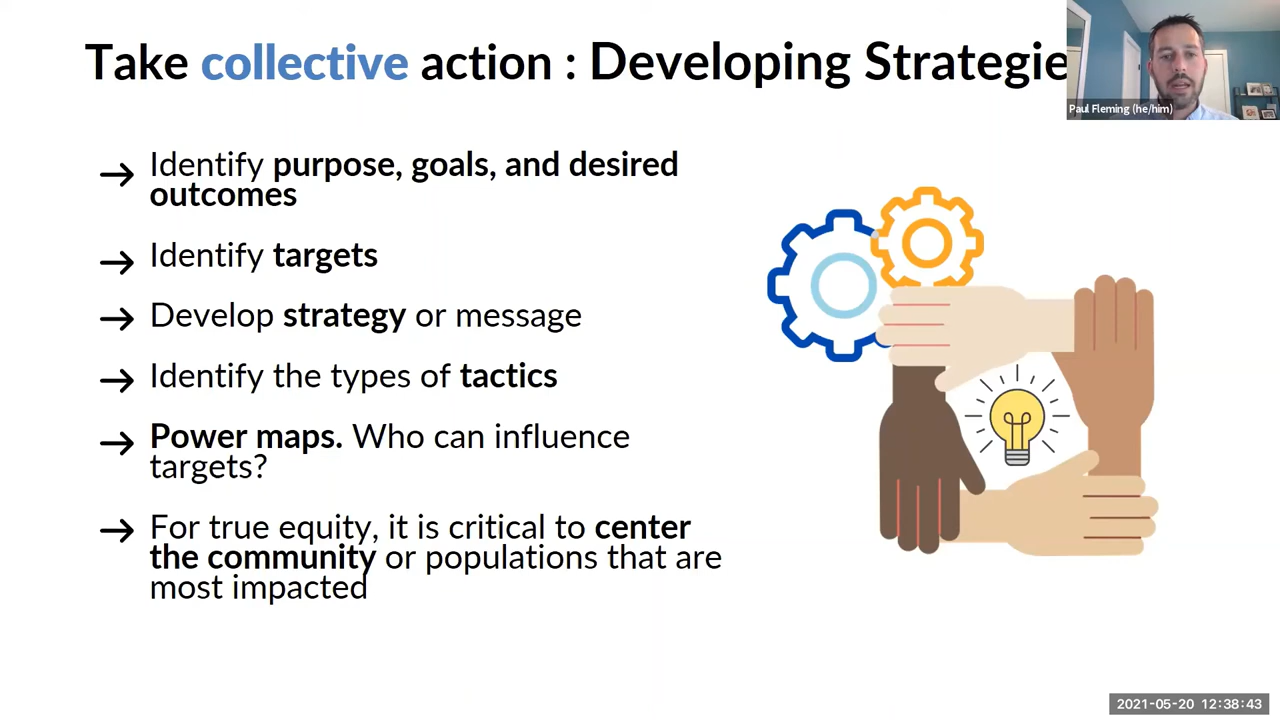 Take collective action : Developing Strategie
Paul Fleming (he/him)
→ Identify purpose, goals, and desired
outcomes
→ Identify targets
→ Develop strategy or message
→ Identify the types of tactics
→ Power maps. Who can influence
targets?
→ For true equity, it is critical to center
the community or populations that are
most impacted
2021-05-20 12:38:43